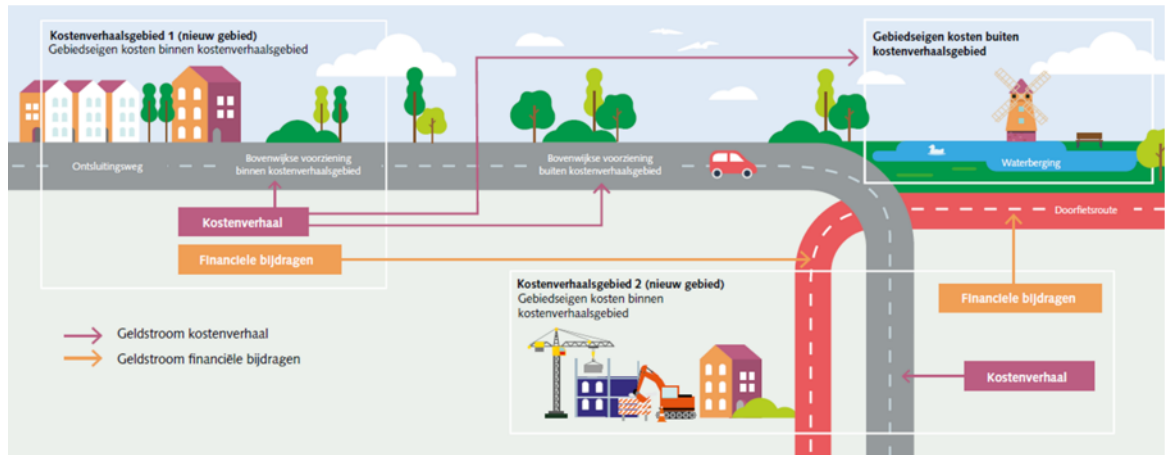 Kostenverhaalsgebied 1 (nieuw gebied)
Gebiedseigen kosten binnen kostenverhaalsgebied
Gebiedseigen kosten buiten
kostenverhaalsgebied
Ontsluitingsweg
Bovenwijkse voorziening
binnen kostenverhaalsgebied
Bovenwijkse voorziening
buiten kostenverhaalsgebied
Waterberging
Kostenverhaal
Doorfietsroute
Financiele bijdragen
Kostenverhaalsgebied 2 (nieuw gebied)
Gebiedseigen kosten binnen
kostenverhaalsgebied
Financiele bijdragen
Geldstroom kostenverhaal
Geldstroom financiële bijdragen
Kostenverhaal